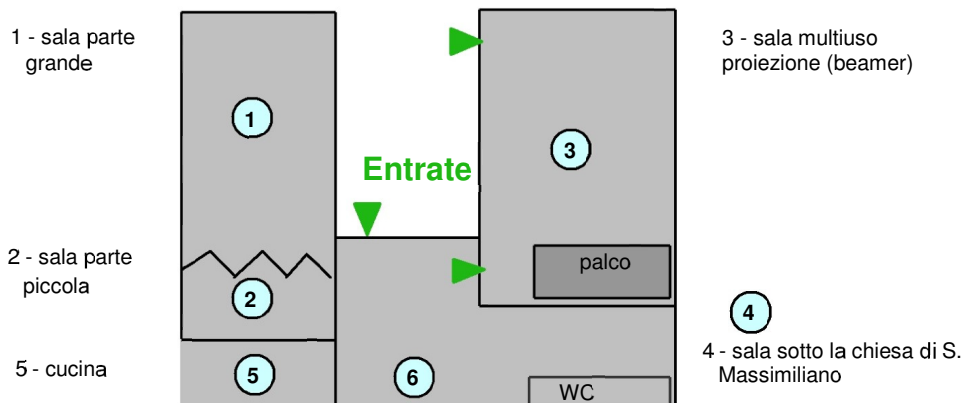 1 - sala parte
grande
1
Entrate
3
3 - sala multiuso
proiezione (beamer)
2 - sala parte
piccola
2
palco
4
4 - sala sotto la chiesa di S.
Massimiliano
5 - cucina
5
6
WC